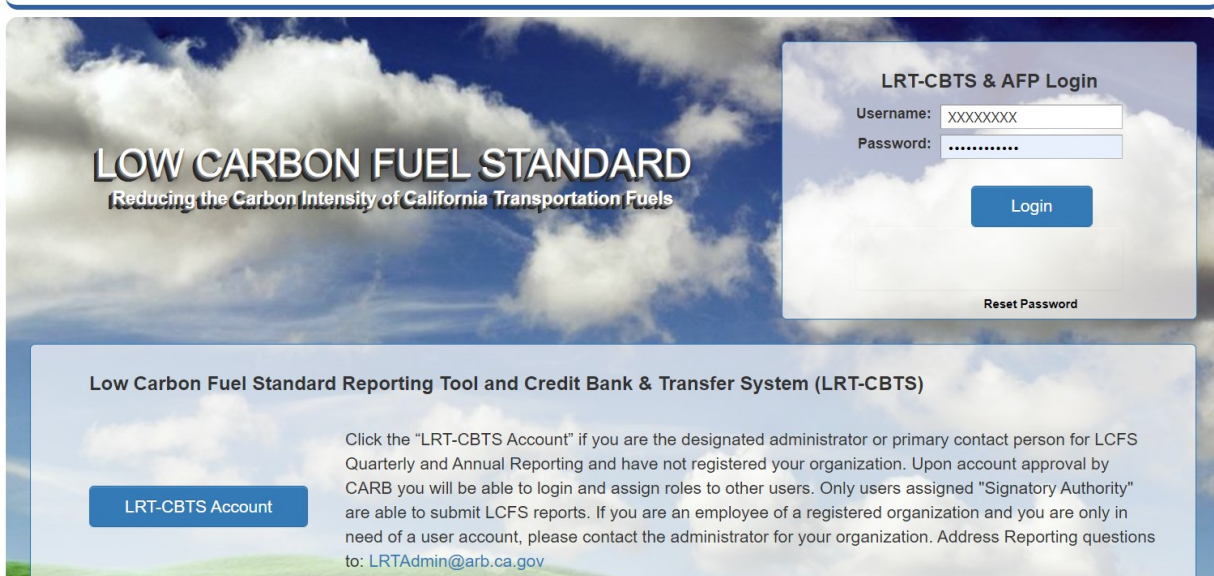 LRT-CBTS & AFP Login
Username: XXXXXXXX
Password: ••••••••••••
LOW CARBON FUEL STANDARD
Reducing the Carbon Intensity of California Transportation Fuels
Login
Reset Password
Low Carbon Fuel Standard Reporting Tool and Credit Bank & Transfer System (LRT-CBTS)
LRT-CBTS Account
Click the “LRT-CBTS Account” if you are the designated administrator or primary contact person for LCFS
Quarterly and Annual Reporting and have not registered your organization. Upon account approval by
CARB you will be able to login and assign roles to other users. Only users assigned "Signatory Authority"
are able to submit LCFS reports. If you are an employee of a registered organization and you are only in
need of a user account, please contact the administrator for your organization. Address Reporting questions
to: LRTAdmin@arb.ca.gov